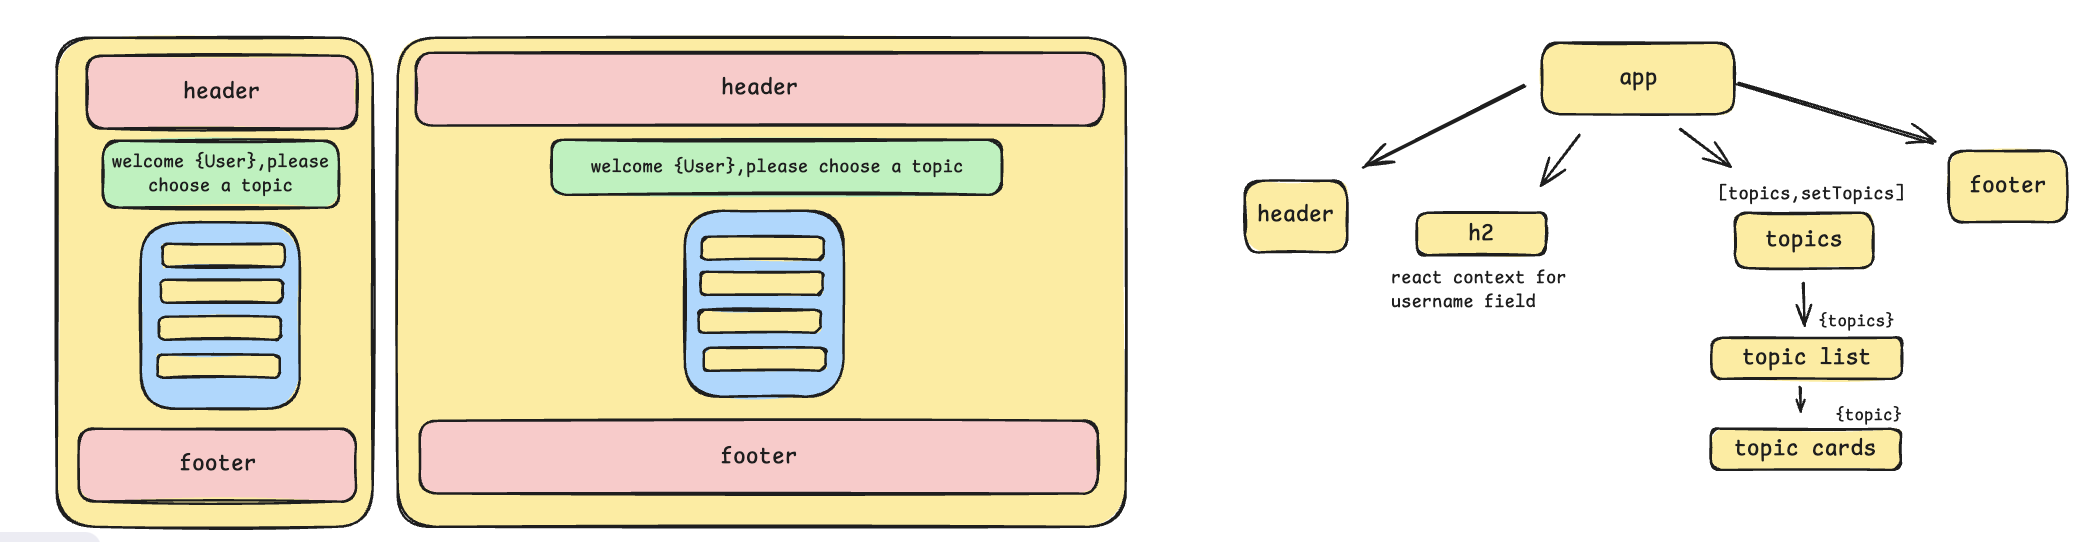 header
welcome {User},please
choose a topic
footer
header
welcome {User},please choose a topic
footer
app
header
h2
react context for
username field
[topics,setTopics]
topics
{topics}
topic list
{topic}
topic cards
footer